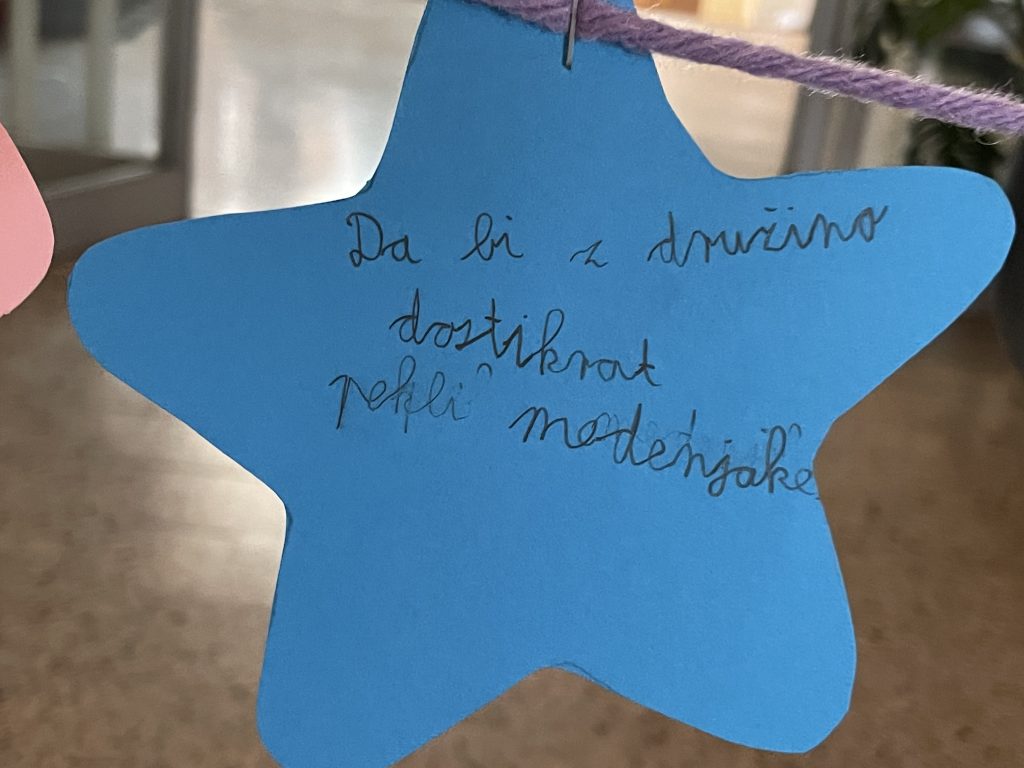 Da bi z družino
dostikrat
pekli medenjake